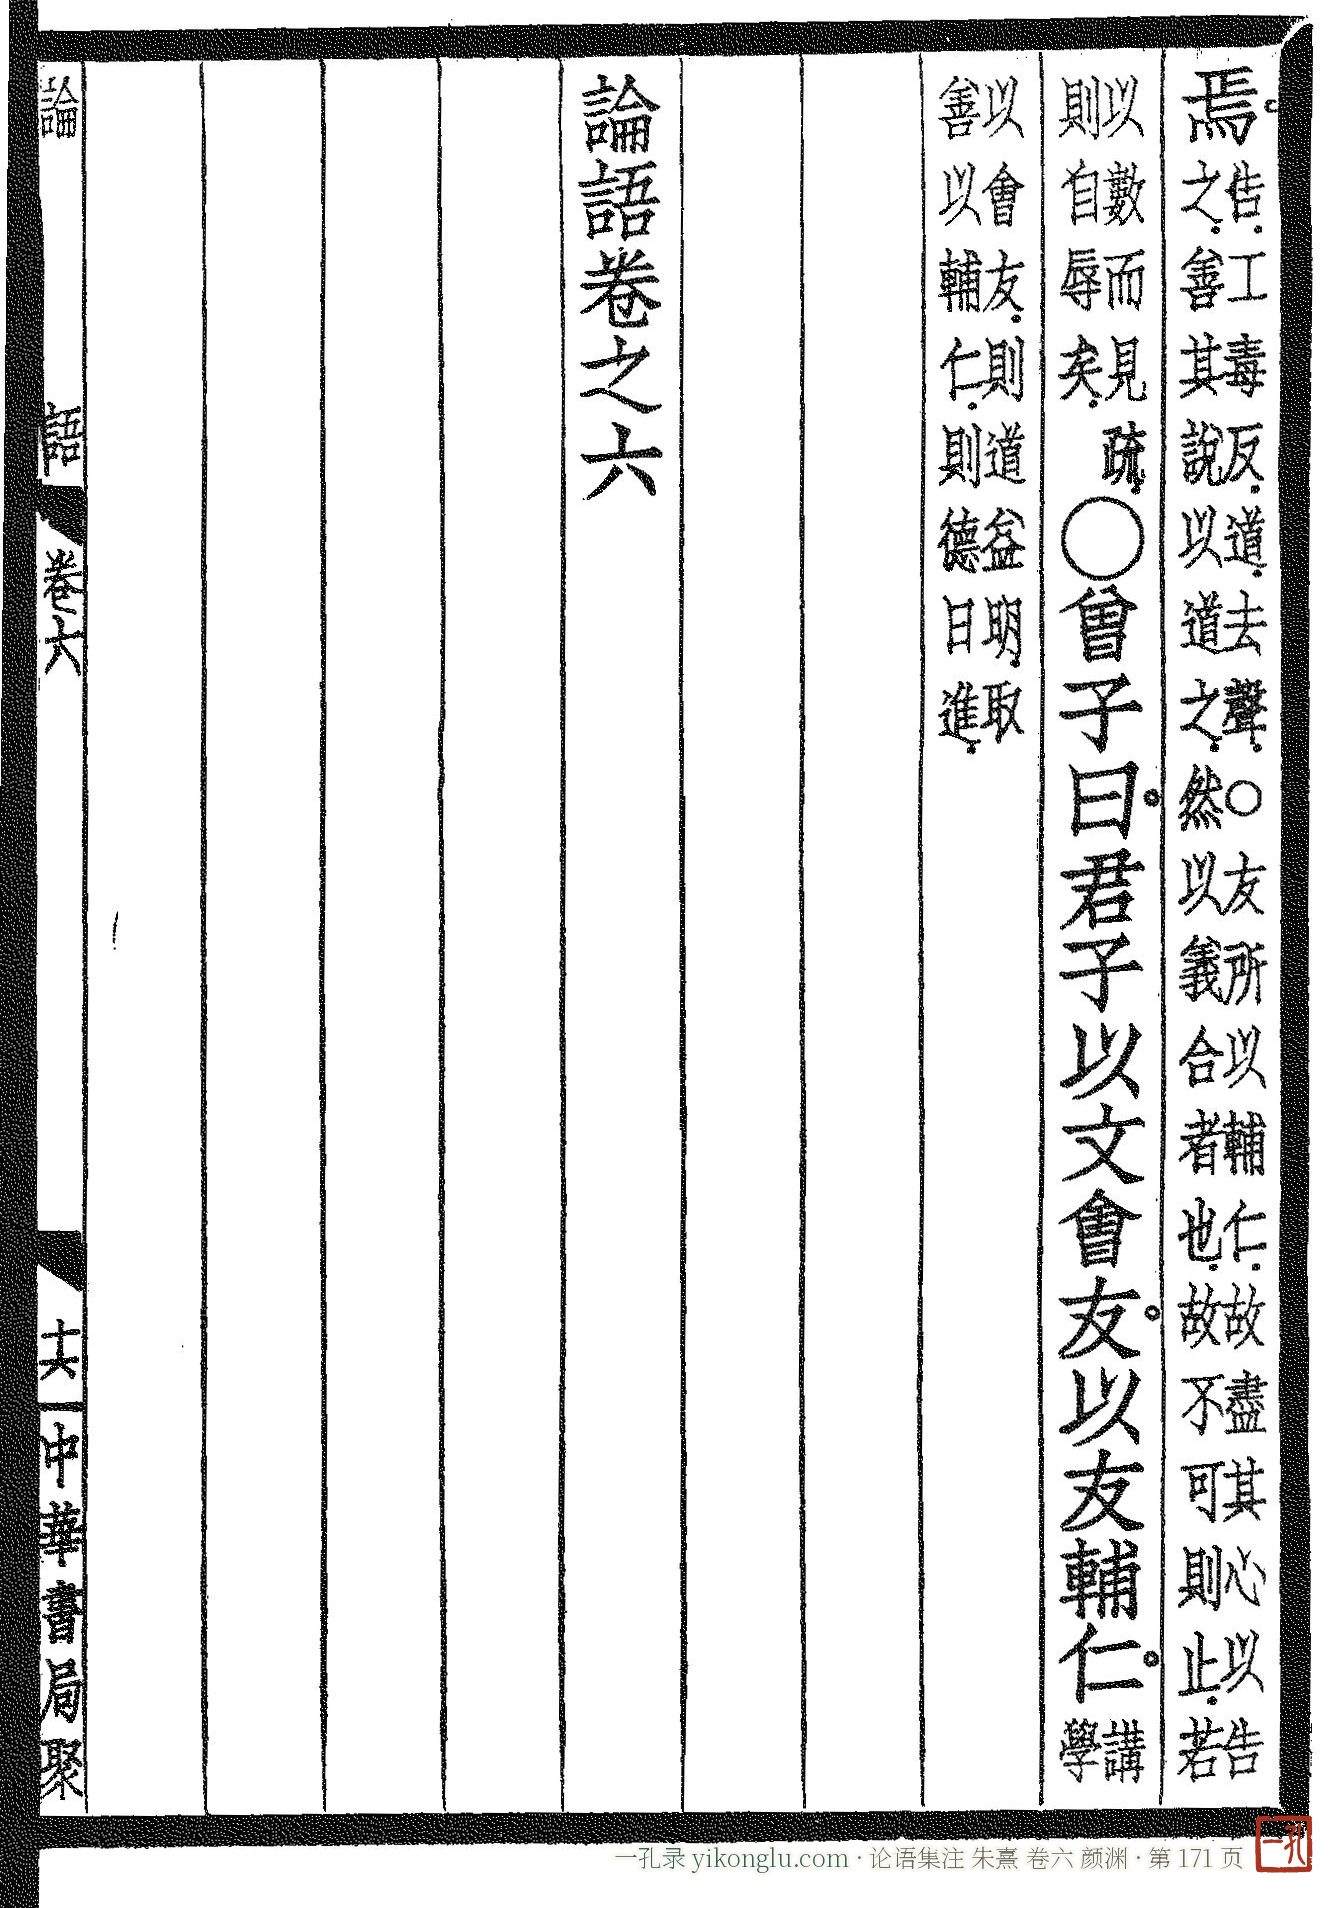 焉。告。工毒反。道。去聲。〇友所以輔仁。故盡其心以告
之。善其說以道之。然以義合者也。故不可則止。若
以數而見疏。
則自辱矣。
〇曾子曰。君子以文會友。以友輔仁。講
學
以會友。則道益明。取
善以輔仁。則德日進。
論語卷之六
論 語 卷六 十六 中華書局聚
一孔录 yikonglu.com · 论语集注 朱熹 卷六 颜渊 · 第 171 页
一孔